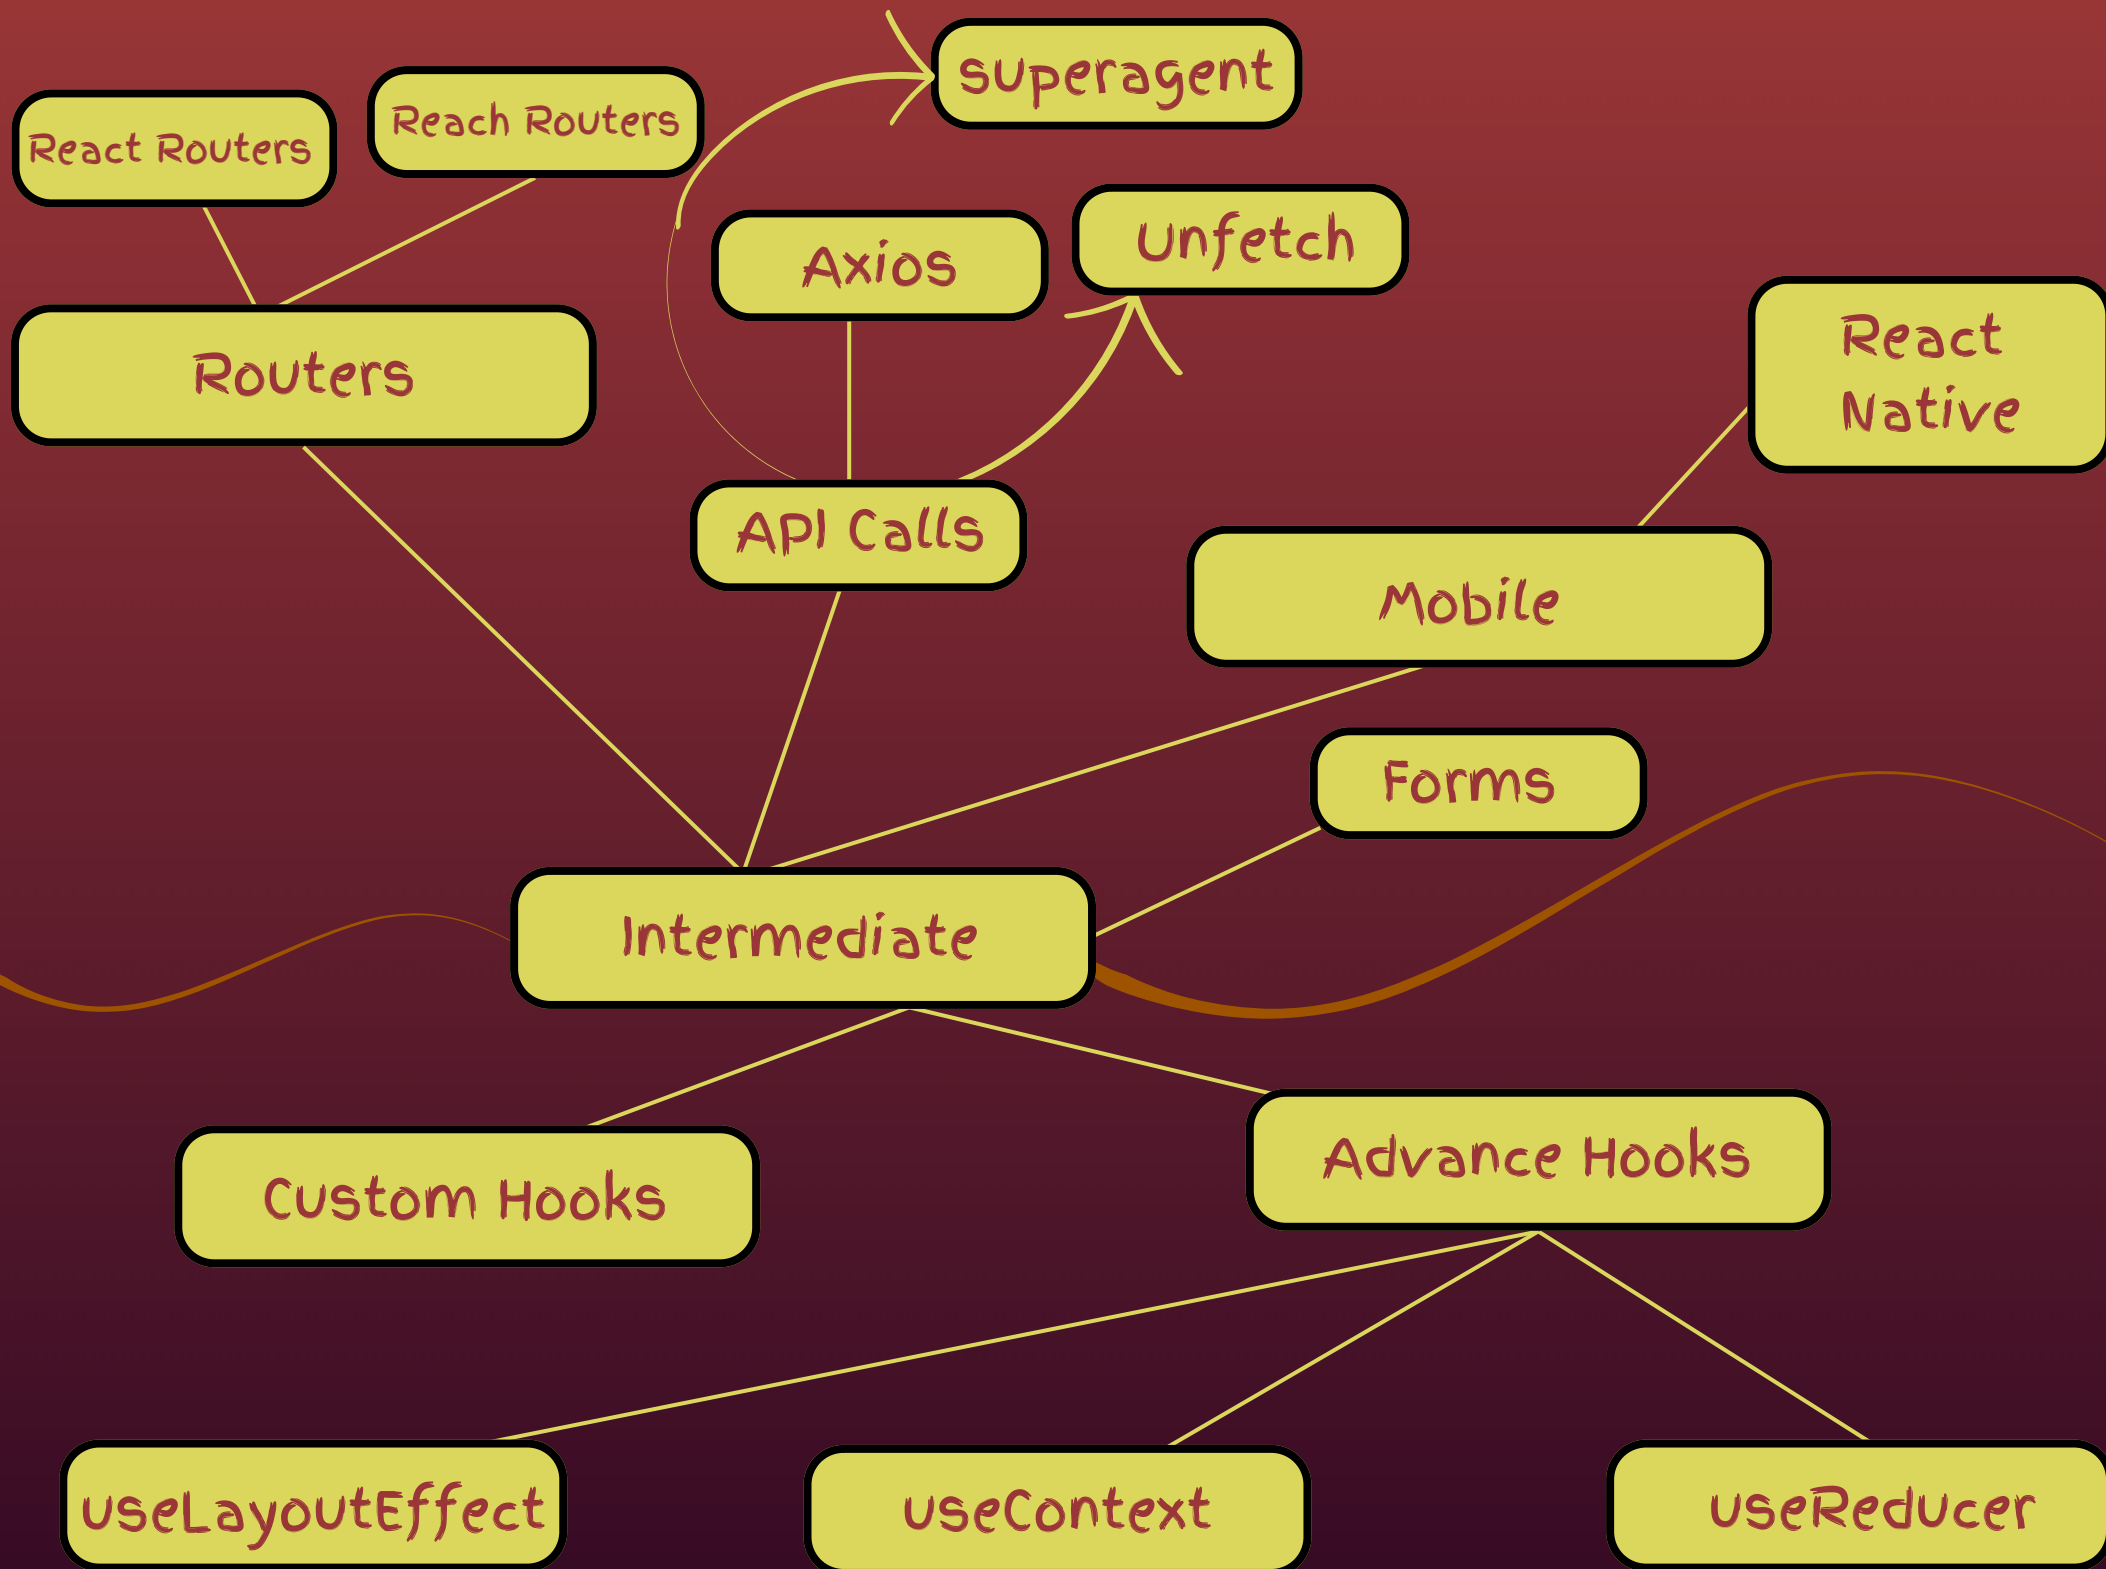 superagent
Reach Routers
React Routers
Unfetch
Axios
React
Native
Routers
API Calls
Mobile
Forms
Intermediate
Advance Hooks
Custom Hooks
useLayoutEffect
useContext
useReducer